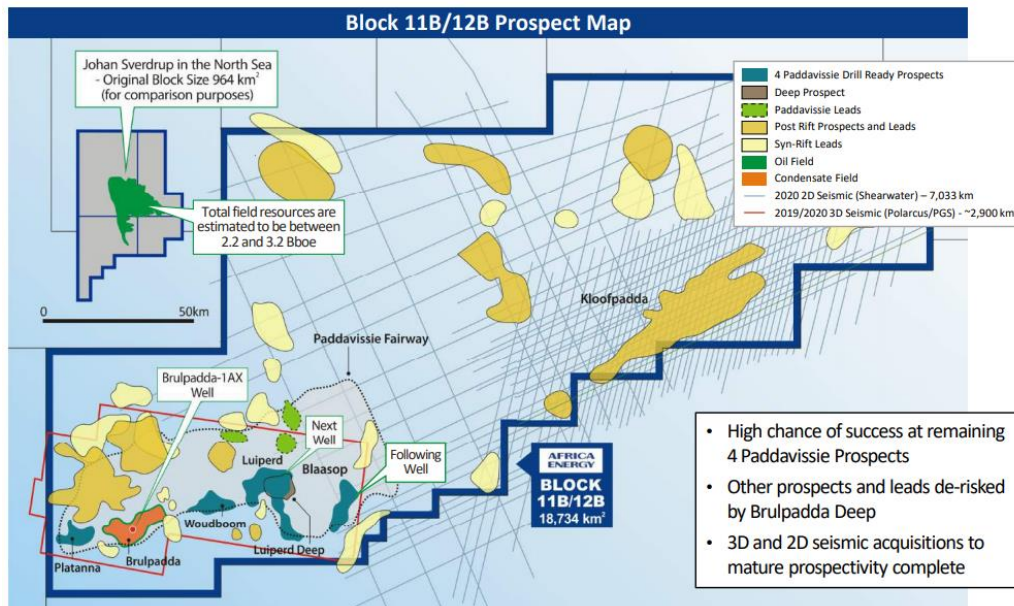 Block 11B/12B Prospect Map
Johan Sverdrup in the North Sea
- Original Block Size 964 km²
(for comparison purposes)
Total field resources are
estimated to be between
2.2 and 3.2 Bboe
0
50km
4 Paddavissie Drill Ready Prospects
Deep Prospect
Paddavissie Leads
Post Rift Prospects and Leads
Syn-Rift Leads
Oil Field
Condensate Field
2020 2D Seismic (Shearwater) – 7,033 km
2019/2020 3D Seismic (Polarcus/PGS) - ~2,900 km
Kloofpadda
Paddavissie Fairway
Brulpadda-1AX
Well
Next
Well
Luiperd
Blaasop
Following
Well
Woudboom
Luiperd Deep
Brulpadda
Platanna
AFRICA
ENERGY
BLOCK
11B/12B
18,734 km²
• High chance of success at remaining
4 Paddavissie Prospects
• Other prospects and leads de-risked
by Brulpadda Deep
• 3D and 2D seismic acquisitions to
mature prospectivity complete